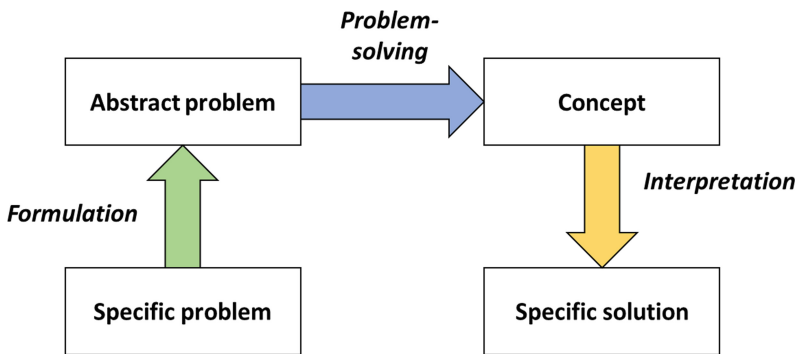 Problem-
solving
Abstract problem
Concept
Formulation
Interpretation
Specific problem
Specific solution